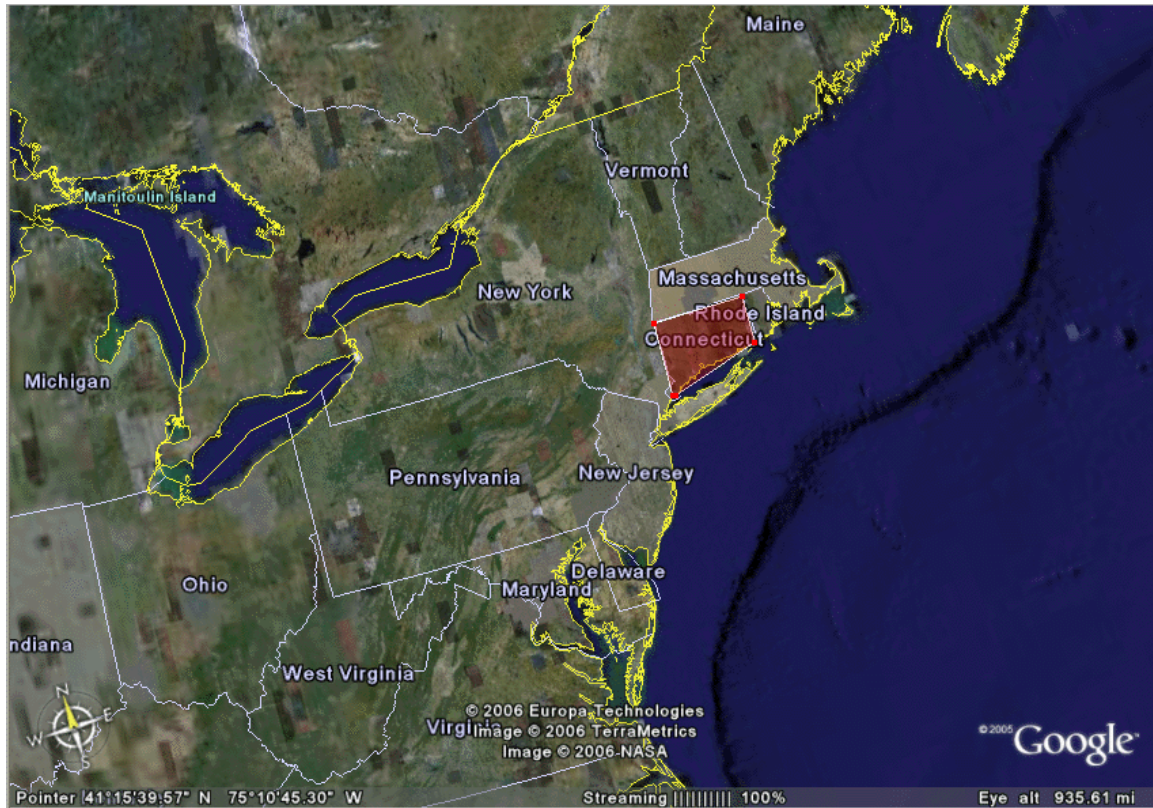 Maine
Vermont
Manitoulin Island
Massachusetts
New York
Rhode Island
Connecticut
Michigan
Pennsylvania
New Jersey
Delaware
Ohio
Maryland
ndiana
West Virginia
Virginia
N
W
E
S
© 2006 Europa Technologies
Image © 2006 TerraMetrics
Image © 2006 NASA
©2005 Google™
Pointer 41°15'39.57" N 75°10'45.30" W
Streaming |||||||||| 100%
Eye alt 935.61 mi